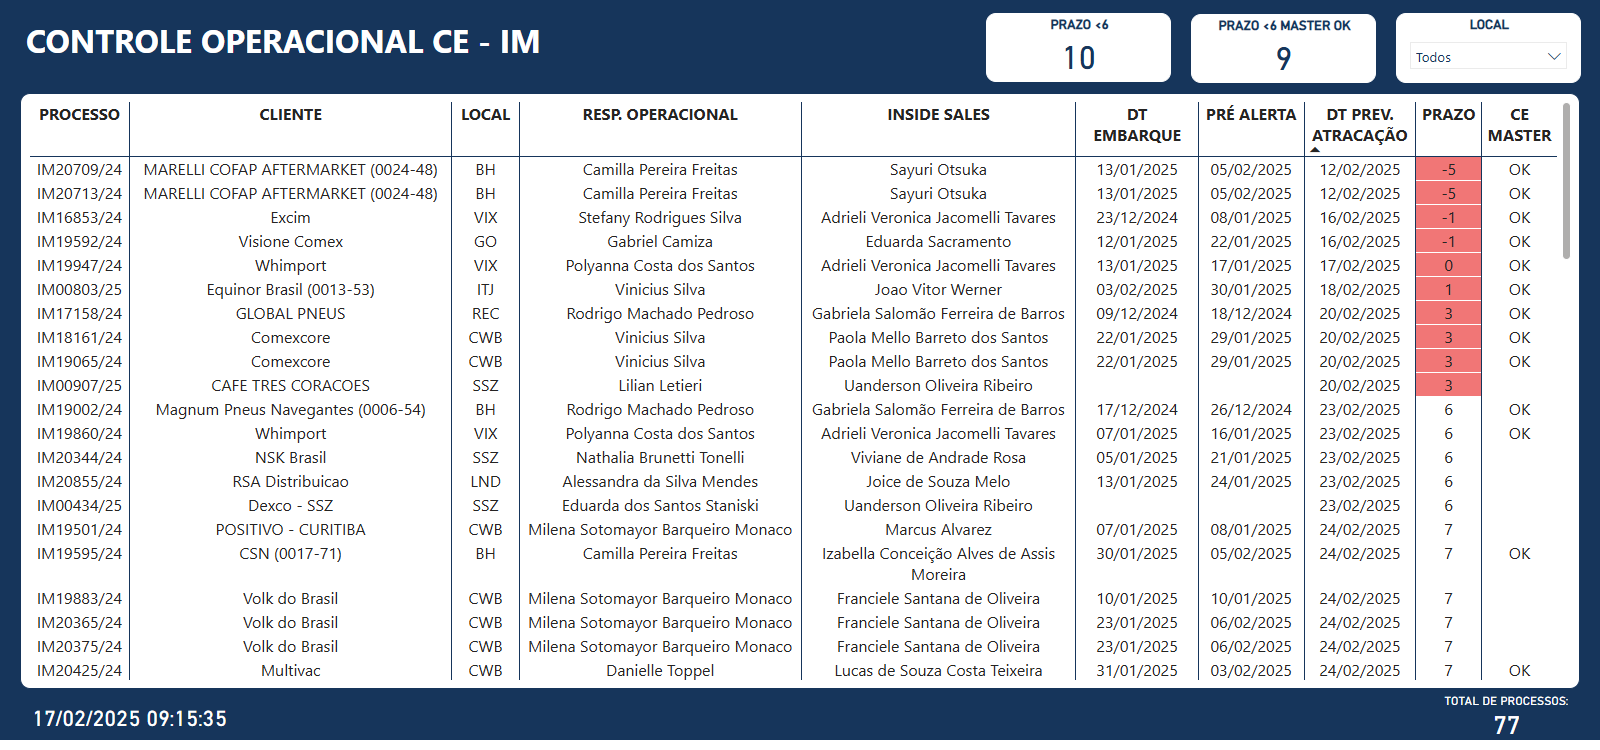 CONTROLE OPERACIONAL CE - IM
PRAZO <6
10
PRAZO <6 MASTER OK
9
LOCAL
Todos
PROCESSO CLIENTE LOCAL RESP. OPERACIONAL INSIDE SALES DT EMBARQUE PRÉ ALERTA DT PREV. ATRACAÇÃO PRAZO CE MASTER
IM20709/24 MARELLI COFAP AFTERMARKET (0024-48) BH Camilla Pereira Freitas Sayuri Otsuka 13/01/2025 05/02/2025 12/02/2025 -5 OK
IM20713/24 MARELLI COFAP AFTERMARKET (0024-48) BH Camilla Pereira Freitas Sayuri Otsuka 13/01/2025 05/02/2025 12/02/2025 -5 OK
IM16853/24 Excim VIX Stefany Rodrigues Silva Adrieli Veronica Jacomelli Tavares 23/12/2024 08/01/2025 16/02/2025 -1 OK
IM19592/24 Visione Comex GO Gabriel Camiza Eduarda Sacramento 12/01/2025 22/01/2025 16/02/2025 -1 OK
IM19947/24 Whimport VIX Polyanna Costa dos Santos Adrieli Veronica Jacomelli Tavares 13/01/2025 17/01/2025 17/02/2025 0 OK
IM00803/25 Equinor Brasil (0013-53) ITJ Vinicius Silva Joao Vitor Werner 03/02/2025 30/01/2025 18/02/2025 1 OK
IM17158/24 GLOBAL PNEUS REC Rodrigo Machado Pedroso Gabriela Salomão Ferreira de Barros 09/12/2024 18/12/2024 20/02/2025 3 OK
IM18161/24 Comexcore CWB Vinicius Silva Paola Mello Barreto dos Santos 22/01/2025 29/01/2025 20/02/2025 3 OK
IM19065/24 Comexcore CWB Vinicius Silva Paola Mello Barreto dos Santos 22/01/2025 29/01/2025 20/02/2025 3 OK
IM00907/25 CAFE TRES CORACOES SSZ Lilian Letieri Uanderson Oliveira Ribeiro 20/02/2025 3
IM19002/24 Magnum Pneus Navegantes (0006-54) BH Rodrigo Machado Pedroso Gabriela Salomão Ferreira de Barros 17/12/2024 26/12/2024 23/02/2025 6 OK
IM19860/24 Whimport VIX Polyanna Costa dos Santos Adrieli Veronica Jacomelli Tavares 07/01/2025 16/01/2025 23/02/2025 6 OK
IM20344/24 NSK Brasil SSZ Nathalia Brunetti Tonelli Viviane de Andrade Rosa 05/01/2025 21/01/2025 23/02/2025 6
IM20855/24 RSA Distribuicao LND Alessandra da Silva Mendes Joice de Souza Melo 13/01/2025 24/01/2025 23/02/2025 6
IM00434/25 Dexco - SSZ SSZ Eduarda dos Santos Staniski Uanderson Oliveira Ribeiro 23/02/2025 6
IM19501/24 POSITIVO - CURITIBA CWB Milena Sotomayor Barqueiro Monaco Marcus Alvarez 07/01/2025 08/01/2025 24/02/2025 7
IM19595/24 CSN (0017-71) BH Camilla Pereira Freitas Izabella Conceição Alves de Assis Moreira 30/01/2025 05/02/2025 24/02/2025 7 OK
IM19883/24 Volk do Brasil CWB Milena Sotomayor Barqueiro Monaco Franciele Santana de Oliveira 10/01/2025 10/01/2025 24/02/2025 7
IM20365/24 Volk do Brasil CWB Milena Sotomayor Barqueiro Monaco Franciele Santana de Oliveira 23/01/2025 06/02/2025 24/02/2025 7
IM20375/24 Volk do Brasil CWB Milena Sotomayor Barqueiro Monaco Franciele Santana de Oliveira 23/01/2025 06/02/2025 24/02/2025 7
IM20425/24 Multivac CWB Danielle Toppel Lucas de Souza Costa Teixeira 31/01/2025 03/02/2025 24/02/2025 7 OK
17/02/2025 09:15:35
TOTAL DE PROCESSOS:
77